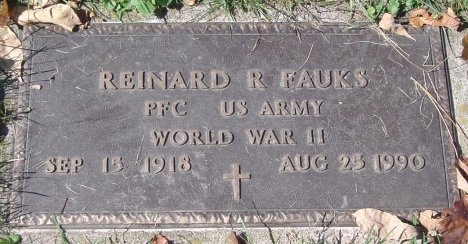 REINARD R FAUKS
PFC US ARMY
WORLD WAR II
SEP 15 1918 AUG 25 1990